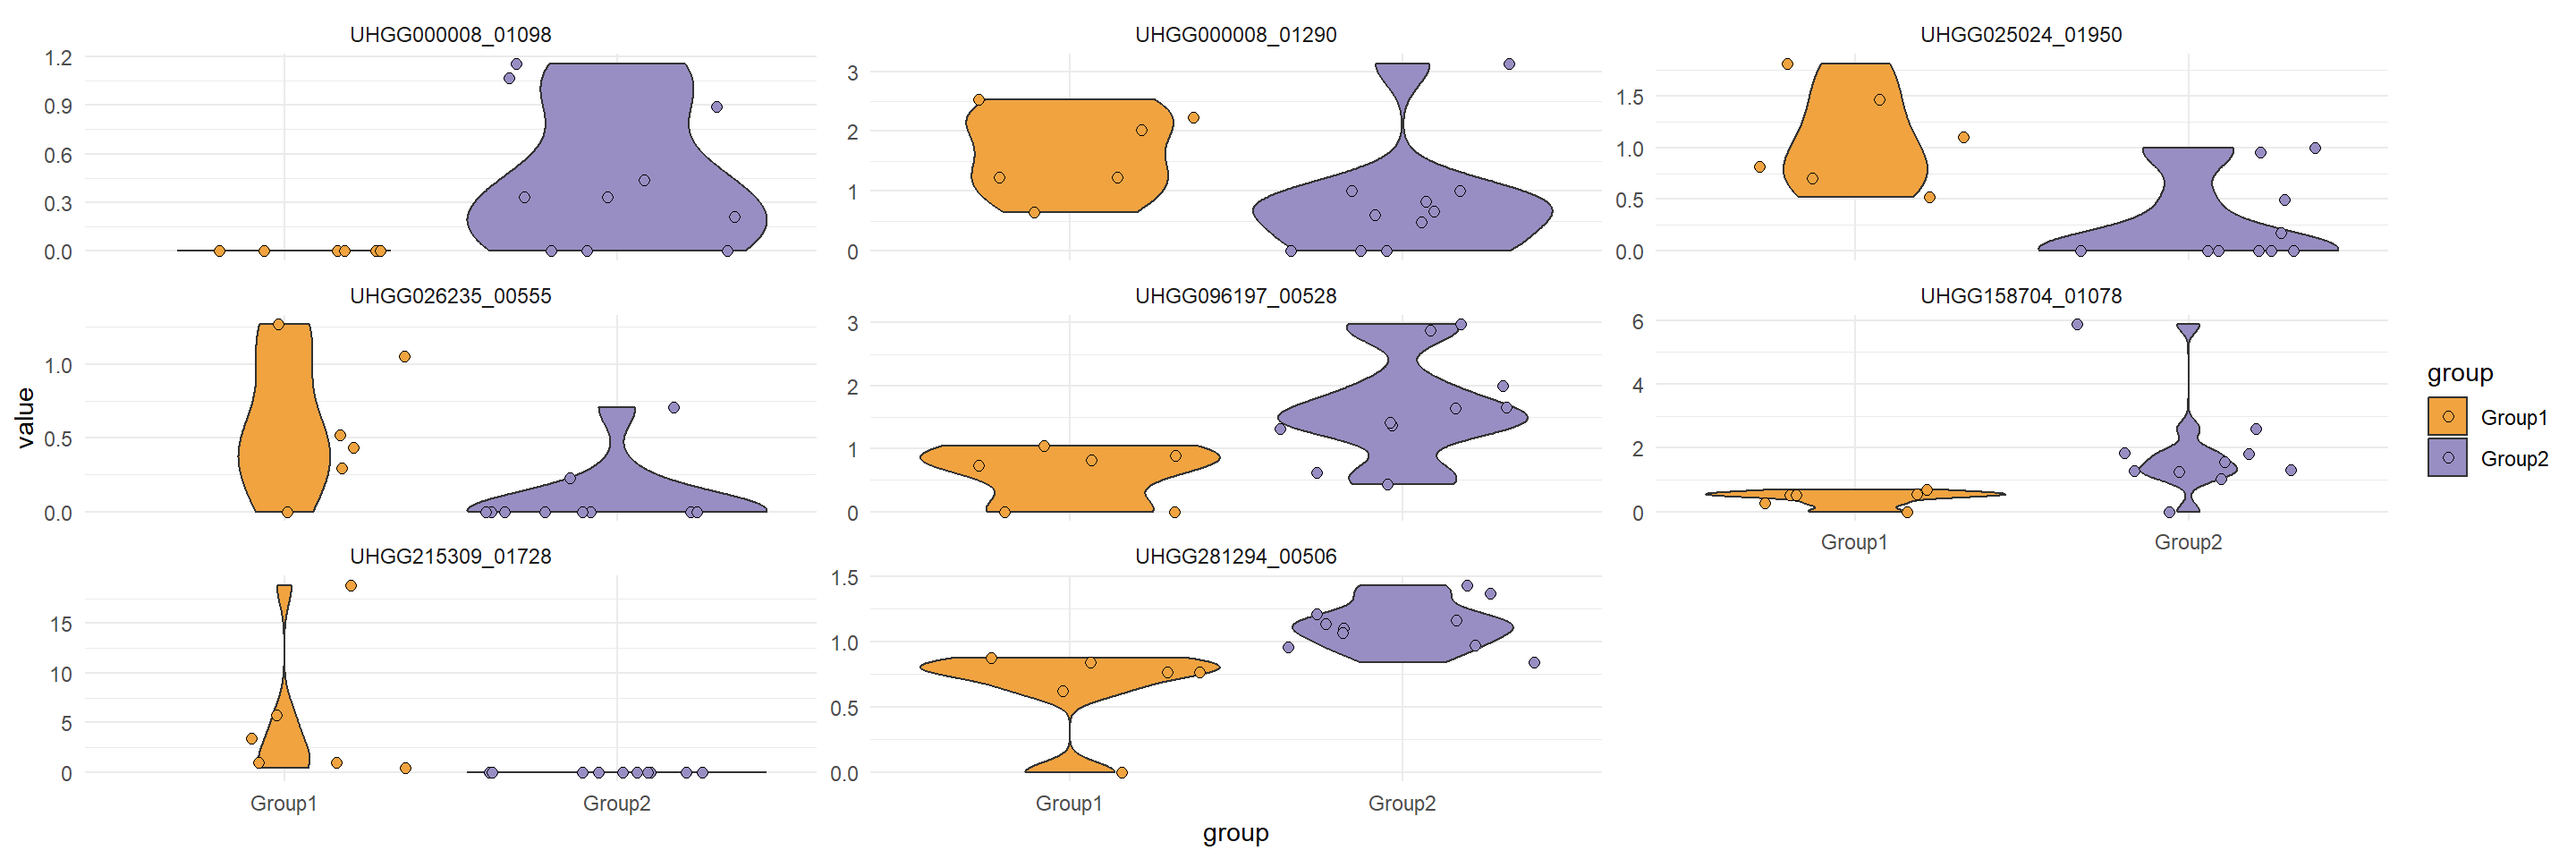 UHGG000008_01098
UHGG000008_01290
UHGG025024_01950
1.2
0.9
0.6
0.3
0.0
3
2
1
0
1.5
1.0
0.5
0.0
UHGG026235_00555
UHGG096197_00528
UHGG158704_01078
1.0
0.5
0.0
3
2
1
0
6
4
2
0
Group1
Group2
UHGG215309_01728
UHGG281294_00506
15
10
5
0
1.5
1.0
0.5
0.0
Group1
Group2
Group1
Group2
value
group
group
Group1
Group2